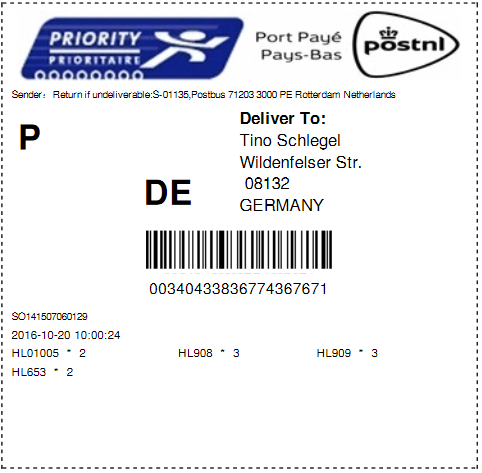 PRIORITY
PRIORITAIRE
Port Payé
Pays-Bas
postnl
Sender: Return if undeliverable:S-01135,Postbus 71203 3000 PE Rotterdam Netherlands
P
Deliver To:
Tino Schlegel
Wildenfelser Str.
08132
GERMANY
DE
00340433836774367671
SO141507060129
2016-10-20 10:00:24
HL01005 * 2 HL908 * 3 HL909 * 3
HL653 * 2